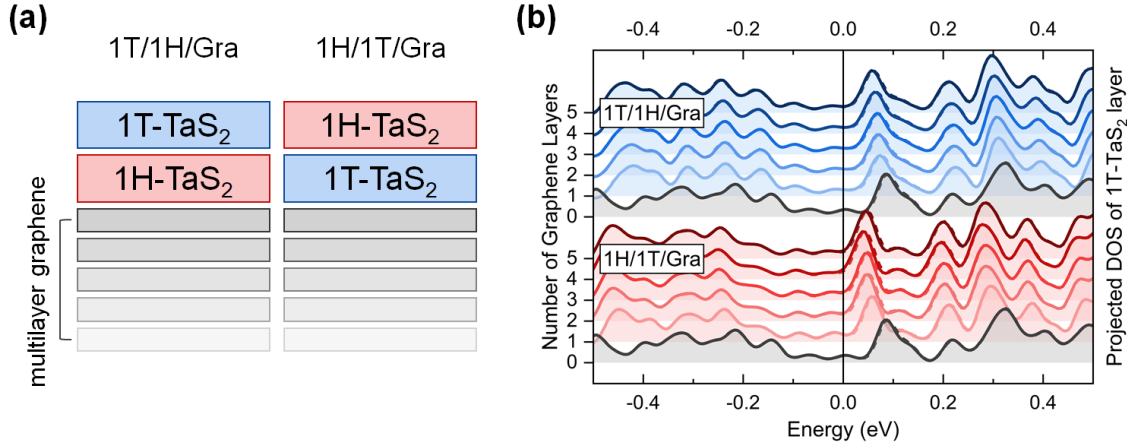 (a)
1T/1H/Gra
1H/1T/Gra
1T-TaS₂
1H-TaS₂
1H-TaS₂
1T-TaS₂
multilayer graphene
(b)
-0.4 -0.2 0.0 0.2 0.4
Number of Graphene Layers
5
1T/1H/Gra
4
3
2
1
0
5
1H/1T/Gra
4
3
2
1
0
Projected DOS of 1T-TaS₂ layer
-0.4 -0.2 0.0 0.2 0.4
Energy (eV)